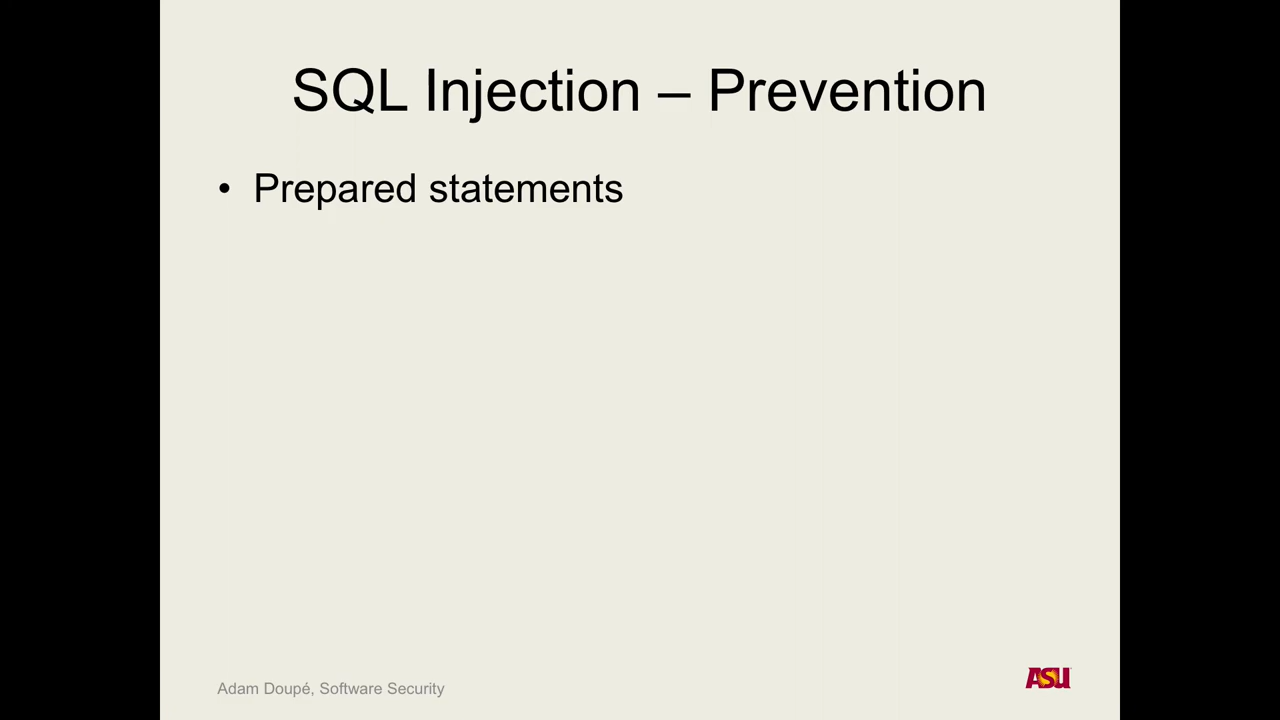 SQL Injection – Prevention
• Prepared statements
Adam Doupé, Software Security
ASU